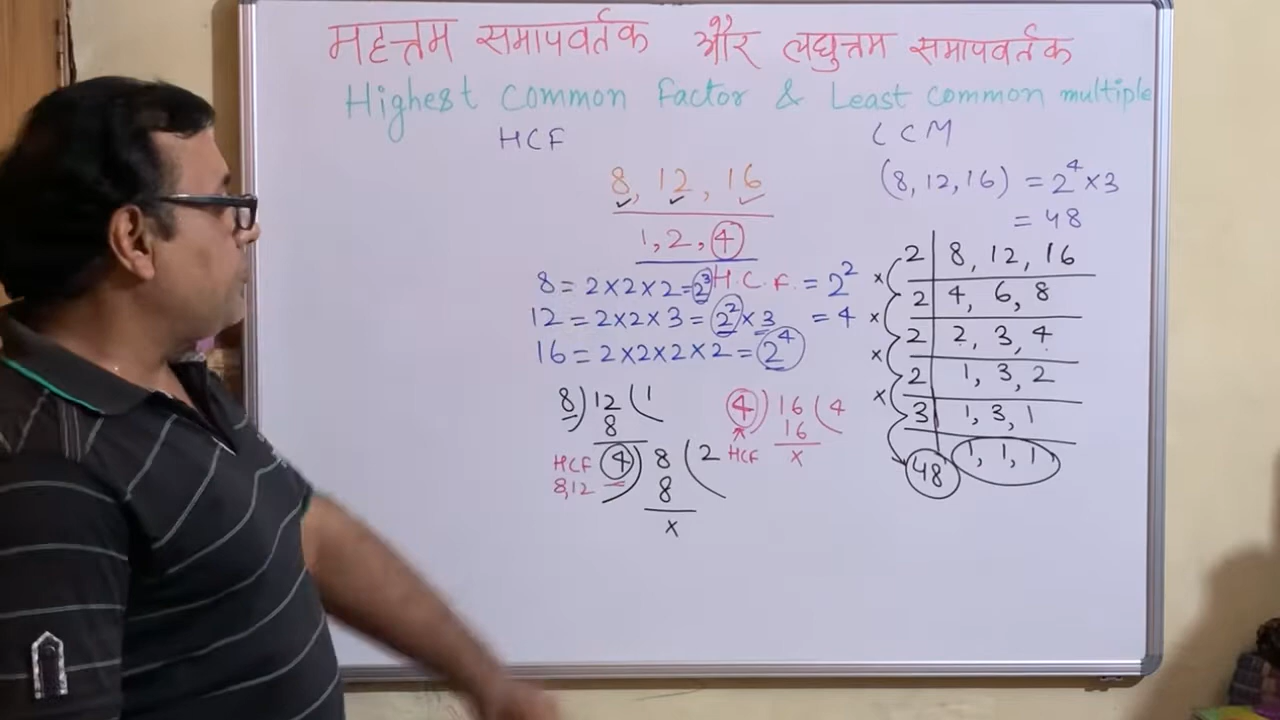 महत्तम समापवर्तक और लघुत्तम समापवर्तक
Highest Common Factor & Least Common multiple
HCF
LCM
8, 12, 16
1, 2, 4
H.C.F. = 2²
= 4
8 = 2×2×2 = 2³
12 = 2×2×3 = 2²×3
16 = 2×2×2×2 = 2⁴
8) 12 (1
8
HCF 4) 8 (2
8,12
8
x
4) 16 (4
16
HCF x
(8, 12, 16) = 2⁴×3
= 48
2 | 8, 12, 16
× 2 | 4, 6, 8
× 2 | 2, 3, 4
× 2 | 1, 3, 2
× 3 | 1, 3, 1
48 1, 1, 1